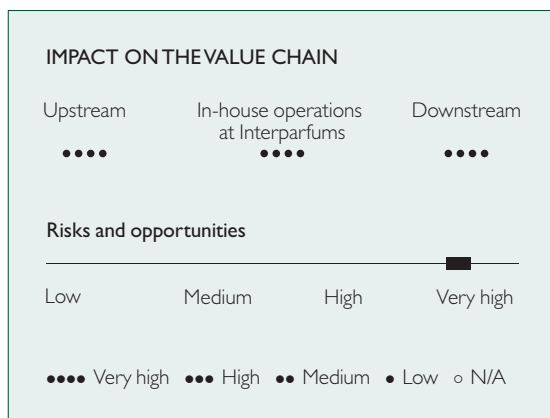 IMPACT ON THE VALUE CHAIN
Upstream In-house operations at Interparfums Downstream
•••• •••• ••••
Risks and opportunities
Low Medium High Very high
•••• Very high ••• High •• Medium • Low ○ N/A